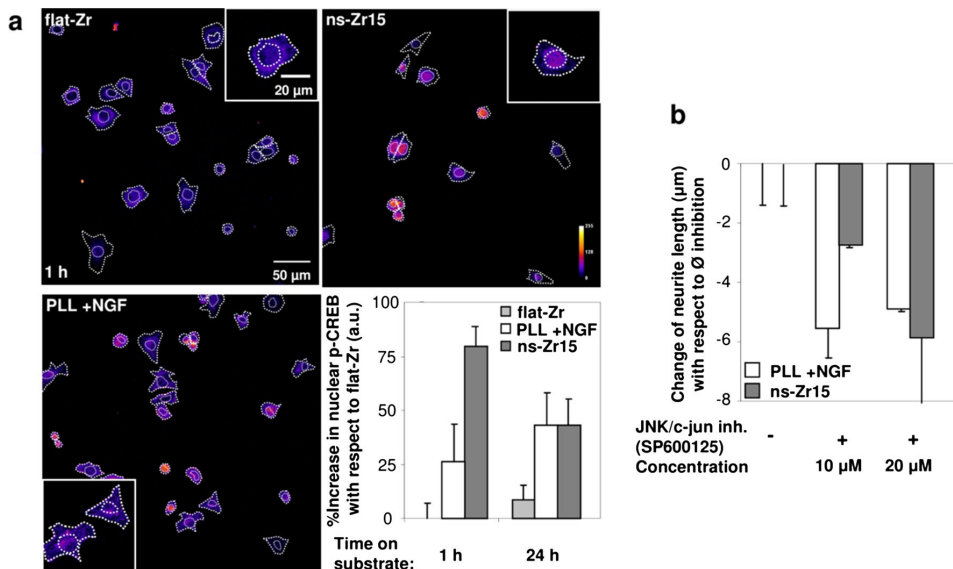 a
flat-Zr
20 µm
1 h
50 µm
ns-Zr15
255
128
0
PLL +NGF
%Increase in nuclear p-CREB
with respect to flat-Zr (a.u.)
100
75
50
25
0
flat-Zr
PLL +NGF
ns-Zr15
Time on
substrate:
1 h
24 h
b
Change of neurite length (µm)
with respect to Ø inhibition
0
-2
-4
-6
-8
PLL +NGF
ns-Zr15
JNK/c-jun inh.
(SP600125)
- + +
Concentration
10 µM 20 µM